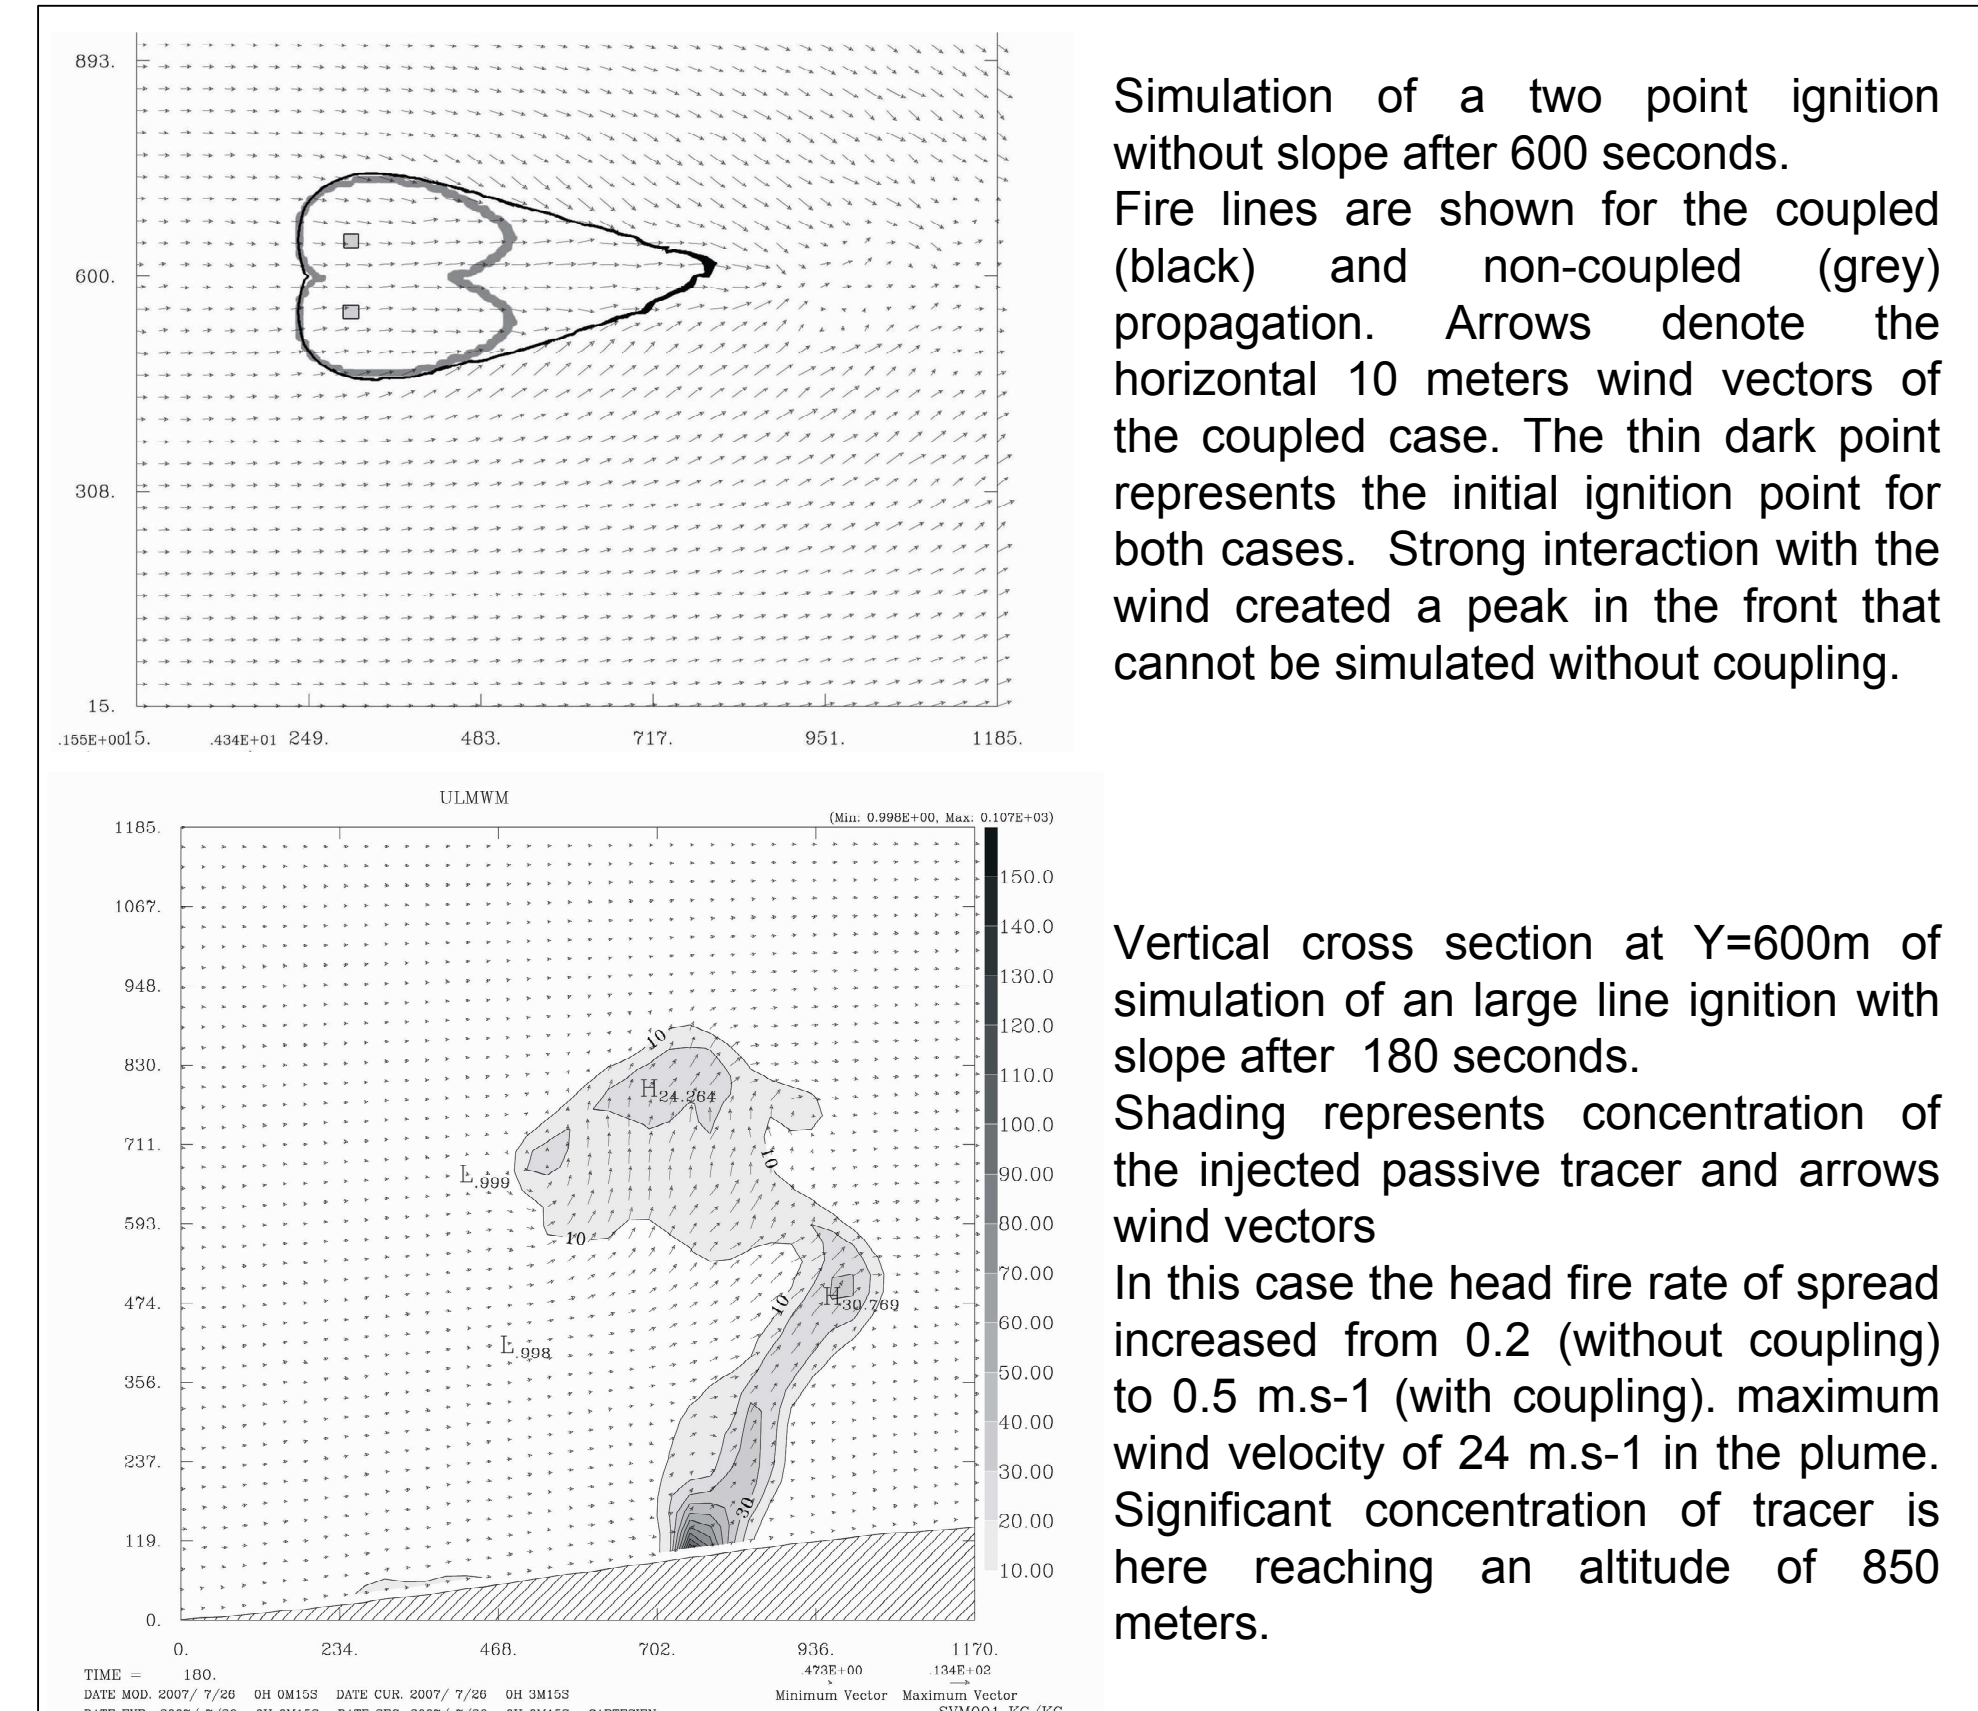 893.
600.
308.
15.
.155E+00
15.
.434E+01
249.
483.
717.
951.
1185.
Simulation of a two point ignition
without slope after 600 seconds.
Fire lines are shown for the coupled
(black) and non-coupled (grey)
propagation. Arrows denote the
horizontal 10 meters wind vectors of
the coupled case. The thin dark point
represents the initial ignition point for
both cases. Strong interaction with the
wind created a peak in the front that
cannot be simulated without coupling.
ULMWM
(Min: 0.998E+00, Max: 0.107E+03)
1185.
1067.
948.
830.
711.
593.
474.
356.
237.
119.
0.
10
H24.264
L.999
10
10
H30.769
10
L.998
30
150.0
140.0
130.0
120.0
110.0
100.0
90.00
80.00
70.00
60.00
50.00
40.00
30.00
20.00
10.00
0. 234. 468. 702. 936. 1170.
TIME = 180.
.473E+00 .134E+02
DATE MOD. 2007/ 7/26 0H 0M15S DATE CUR. 2007/ 7/26 0H 3M15S
Minimum Vector Maximum Vector
Vertical cross section at Y=600m of
simulation of an large line ignition with
slope after 180 seconds.
Shading represents concentration of
the injected passive tracer and arrows
wind vectors
In this case the head fire rate of spread
increased from 0.2 (without coupling)
to 0.5 m.s-1 (with coupling). maximum
wind velocity of 24 m.s-1 in the plume.
Significant concentration of tracer is
here reaching an altitude of 850
meters.